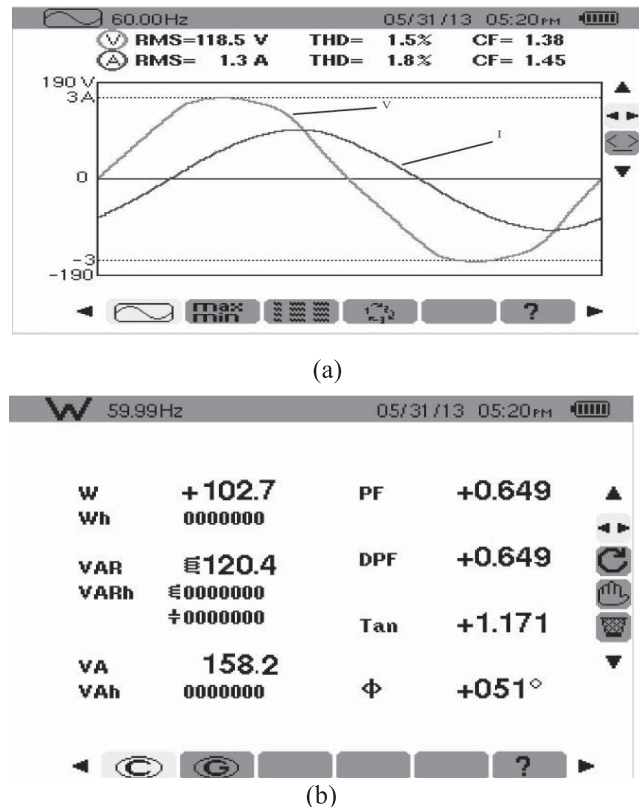 60.00Hz 05/31/13 05:20PM
V RMS=118.5 V THD= 1.5% CF= 1.38
A RMS= 1.3 A THD= 1.8% CF= 1.45
190 V
3A
V
I
0
-3
-190
max
min
?
(a)
W 59.99Hz 05/31/13 05:20PM
W +102.7 PF +0.649
Wh 0000000
VAR 120.4 DPF +0.649
VARh 0000000
0000000 Tan +1.171
VA 158.2
VAh 0000000 Φ +051°
C G ?
(b)